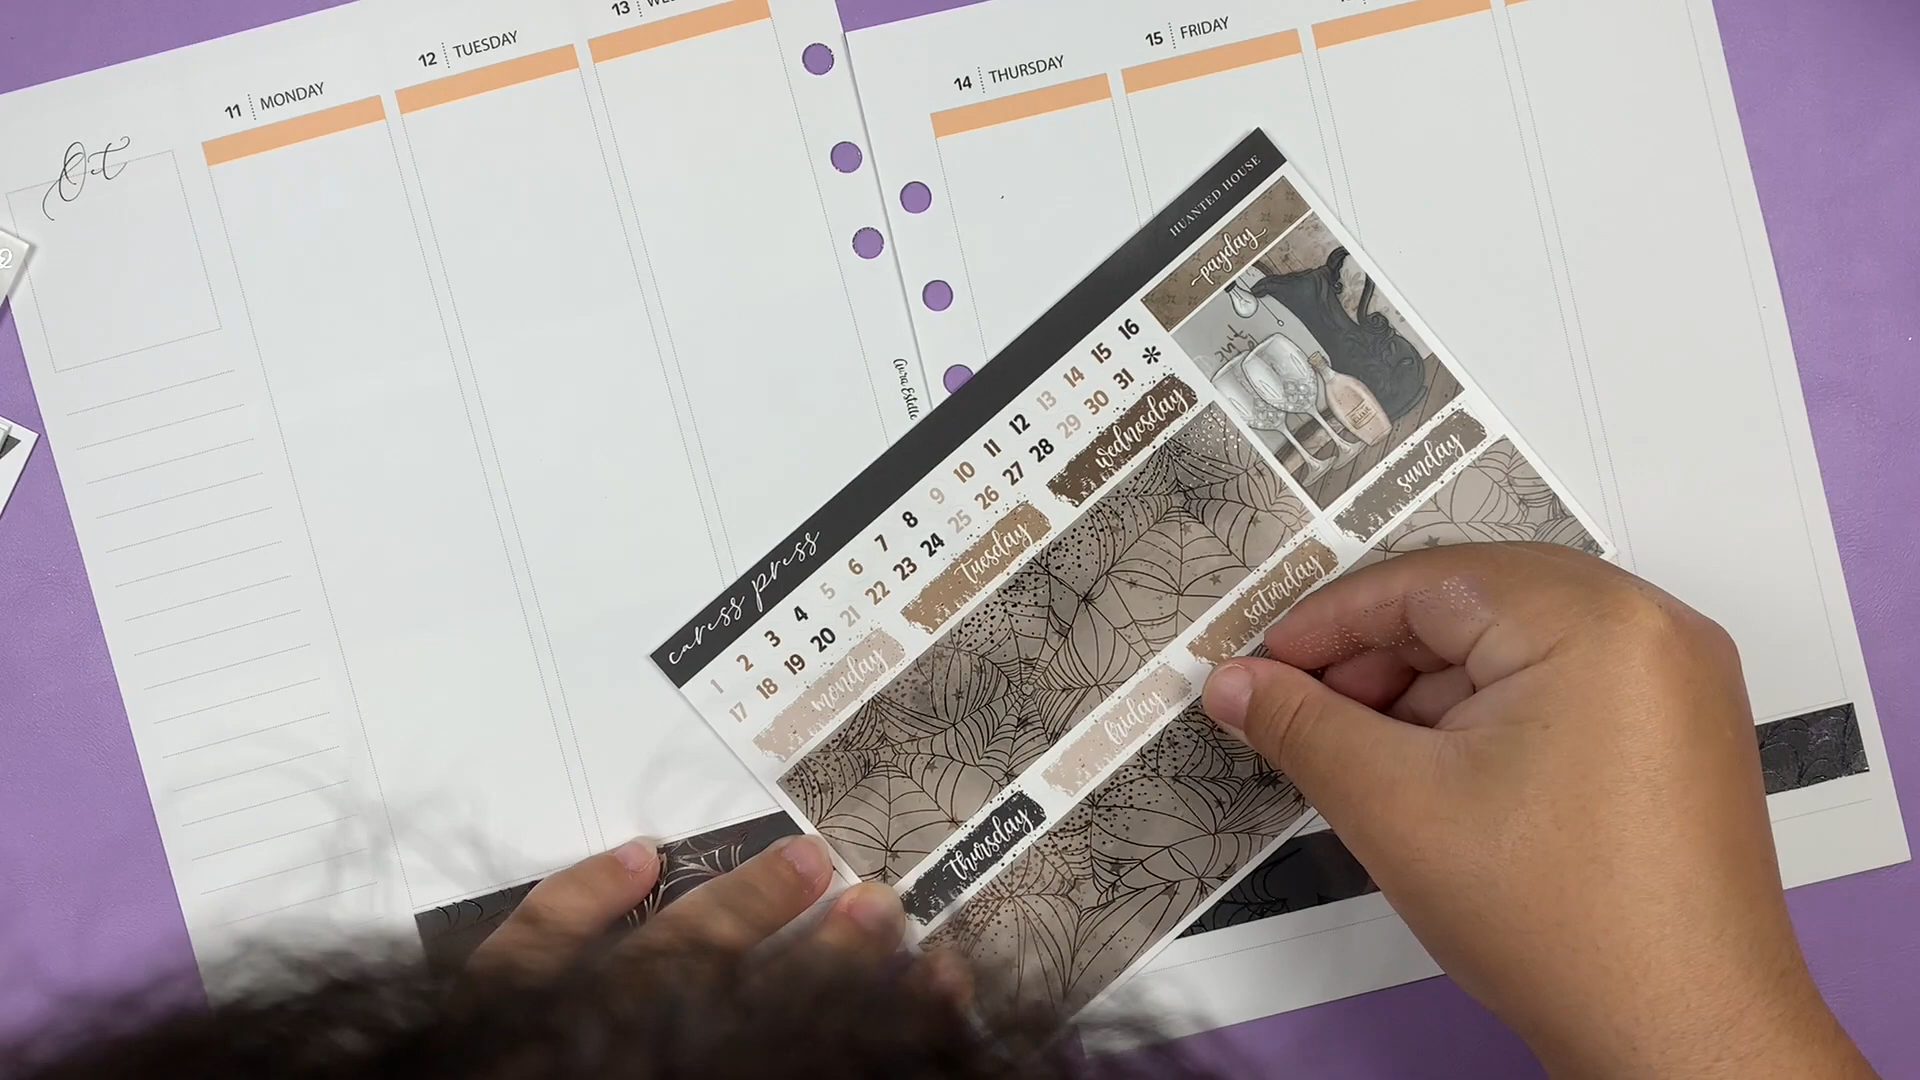 11 MONDAY
12 TUESDAY
13
14 THURSDAY
15 FRIDAY
Oct
Aura Estelle
caress press
HUANTED HOUSE
payday
1 2 3 4 5 6 7 8 9 10 11 12 13 14 15 16
17 18 19 20 21 22 23 24 25 26 27 28 29 30 31 *
monday
tuesday
wednesday
thursday
friday
saturday
sunday